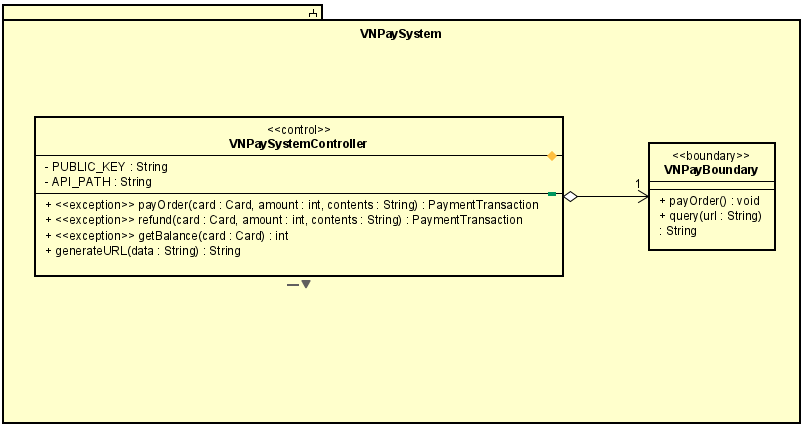 VNPaySystem
<<control>>
VNPaySystemController
- PUBLIC_KEY : String
- API_PATH : String
+ <<exception>> payOrder(card : Card, amount : int, contents : String) : PaymentTransaction
+ <<exception>> refund(card : Card, amount : int, contents : String) : PaymentTransaction
+ <<exception>> getBalance(card : Card) : int
+ generateURL(data : String) : String
1
<<boundary>>
VNPayBoundary
+ payOrder() : void
+ query(url : String)
: String